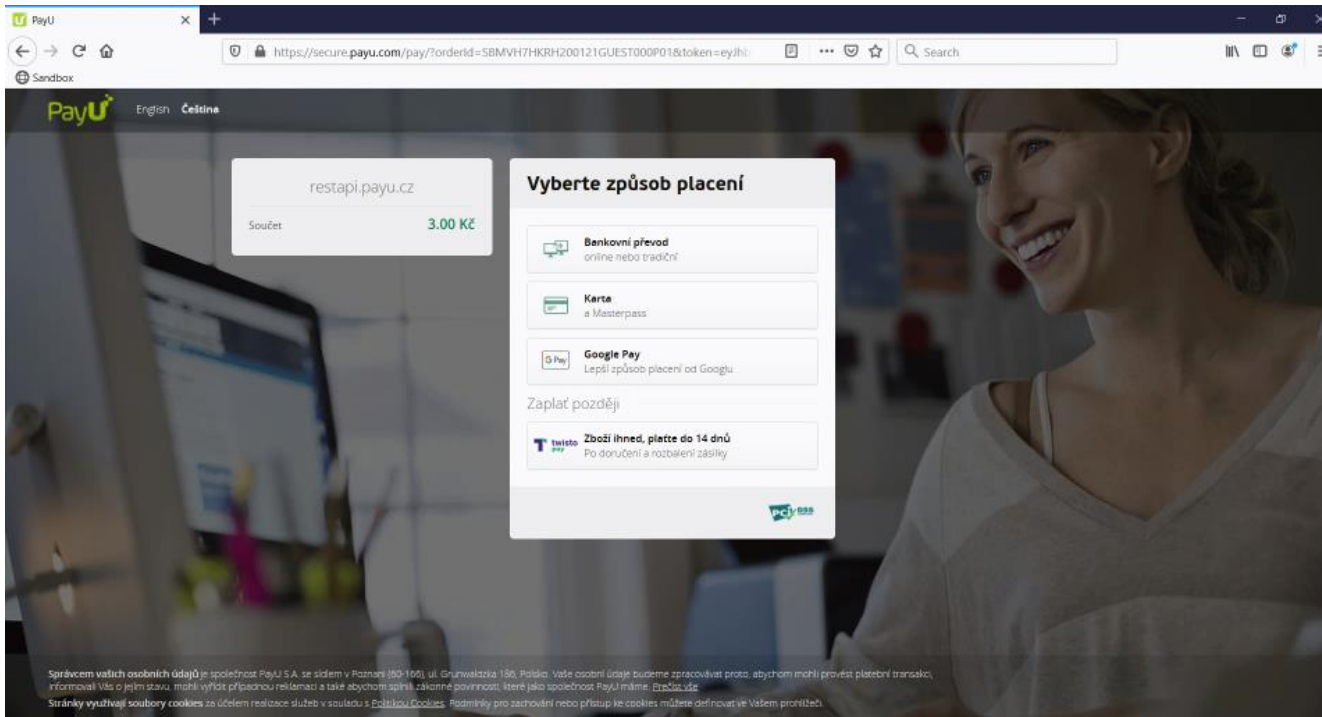 PayU
https://secure.payu.com/pay/?orderId=SBMVH7HKRH200121GUEST000P01&token=eyJhb
Search
Sandbox
PayU English Čeština
restapi.payu.cz
Součet 3.00 Kč
Vyberte způsob placení
Bankovní převod
online nebo tradiční
Karta
a Masterpass
G Pay
Google Pay
Lepší způsob placení od Googlu
Zaplať později
twisto pay
Zboží ihned, plaťte do 14 dnů
Po doručení a rozbalení zásilky
PCI DSS
Správcem vašich osobních údajů je společnost PayU S.A. se sídlem v Poznani (60-166), ul. Grunwaldzka 186, Polsko. Vaše osobní údaje budeme zpracovávat proto, abychom mohli provést platební transakci,
informovali Vás o jejím stavu, mohli vyřídit případnou reklamaci a také abychom splnili zákonné povinnosti, které jako společnost PayU máme. Přečíst vše
Stránky využívají soubory cookies za účelem realizace služeb v souladu s Politikou Cookies. Podmínky pro zachování nebo přístup ke cookies můžete definovat ve Vašem prohlížeči.